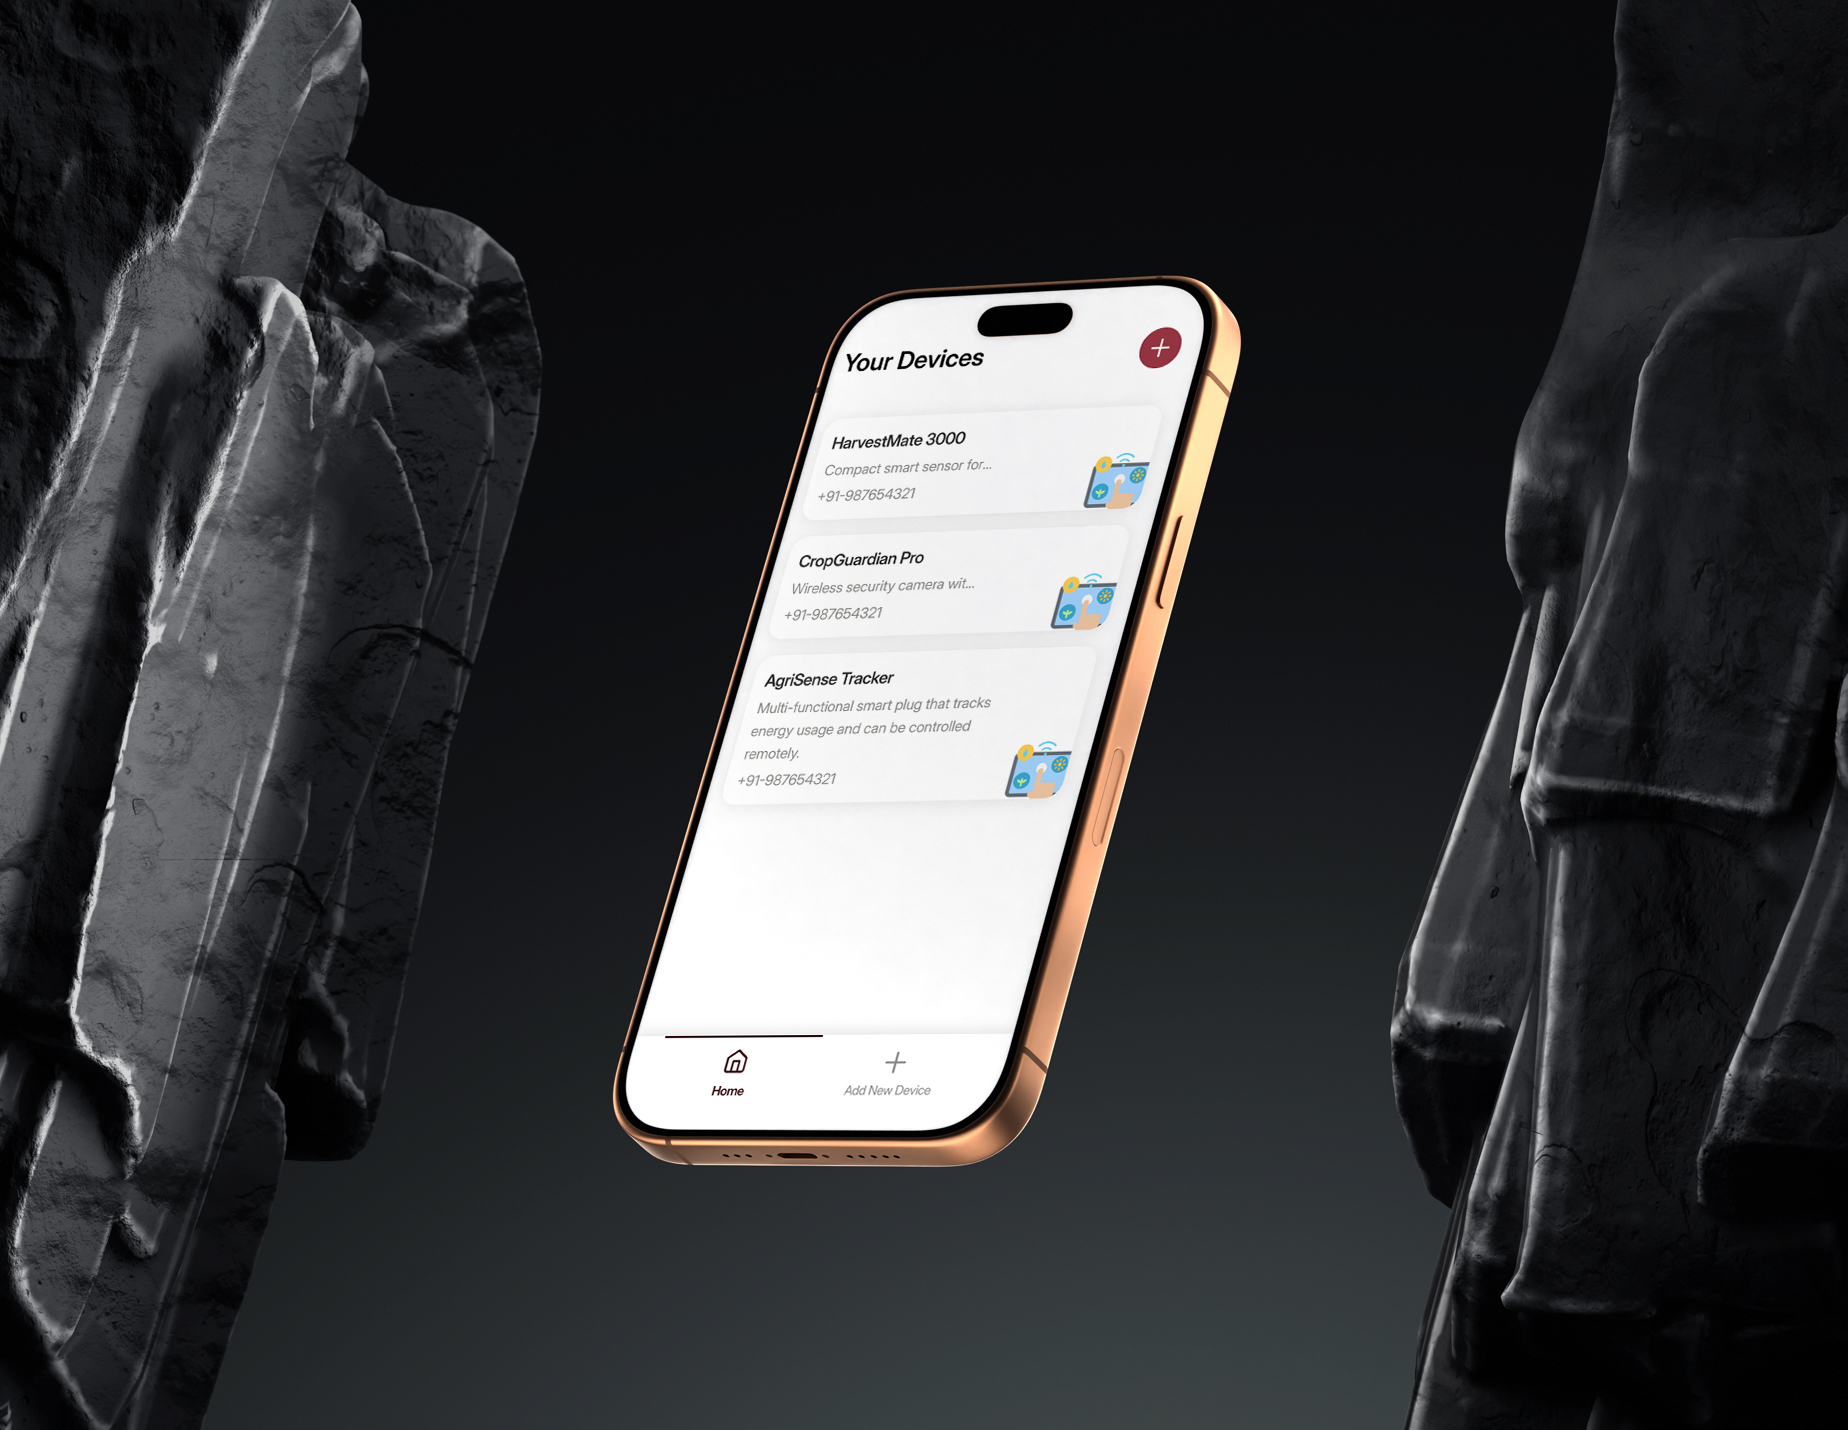 Your Devices
HarvestMate 3000
Compact smart sensor for...
+91-987654321
CropGuardian Pro
Wireless security camera wit...
+91-987654321
AgriSense Tracker
Multi-functional smart plug that tracks
energy usage and can be controlled
remotely.
+91-987654321
Home
Add New Device